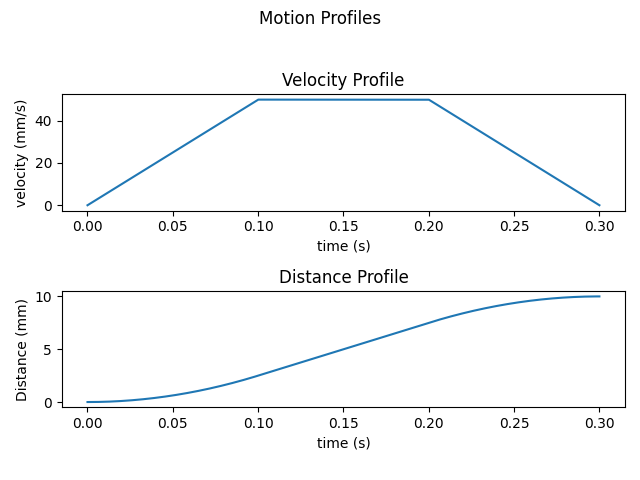 Motion Profiles
Velocity Profile
velocity (mm/s)
40
20
0
0.00 0.05 0.10 0.15 0.20 0.25 0.30
time (s)
Distance Profile
Distance (mm)
10
5
0
0.00 0.05 0.10 0.15 0.20 0.25 0.30
time (s)